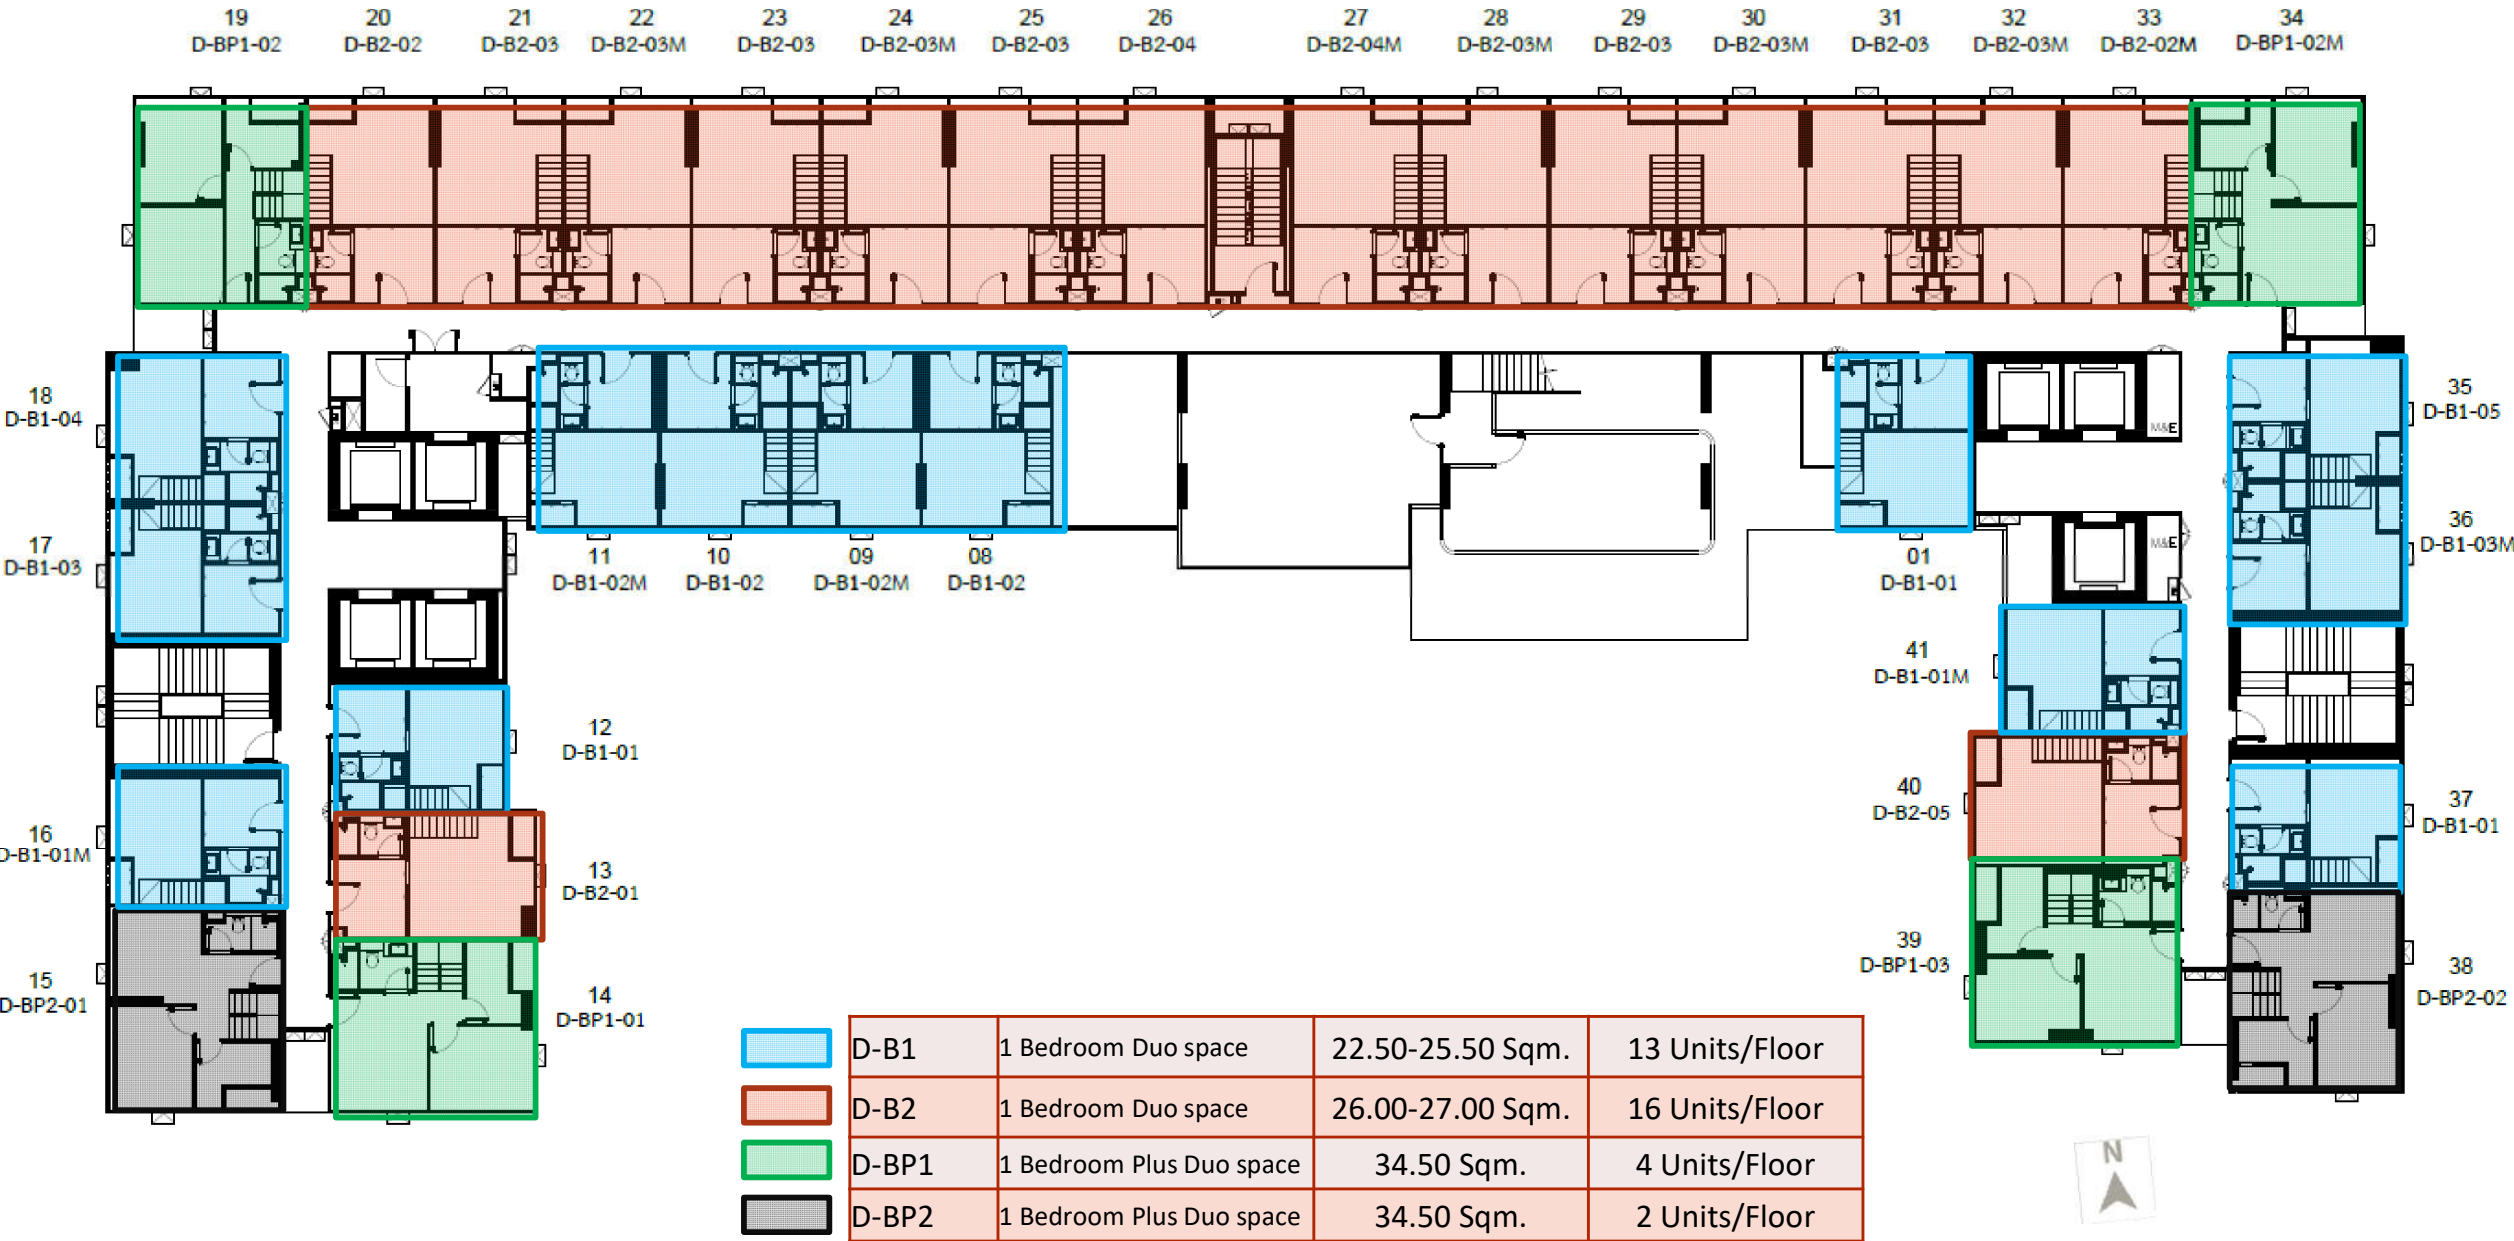 19 20 21 22 23 24 25 26 27 28 29 30 31 32 33 34
D-BP1-02 D-B2-02 D-B2-03 D-B2-03M D-B2-03 D-B2-03M D-B2-03 D-B2-04 D-B2-04M D-B2-03M D-B2-03 D-B2-03M D-B2-03 D-B2-03M D-B2-02M D-BP1-02M
18
D-B1-04
35
D-B1-05
M&E
17
D-B1-03
36
D-B1-03M
M&E
11
D-B1-02M
10
D-B1-02
09
D-B1-02M
08
D-B1-02
01
D-B1-01
41
D-B1-01M
12
D-B1-01
40
D-B2-05
37
D-B1-01
16
D-B1-01M
13
D-B2-01
39
D-BP1-03
38
D-BP2-02
15
D-BP2-01
14
D-BP1-01
D-B1 1 Bedroom Duo space 22.50-25.50 Sqm. 13 Units/Floor
D-B2 1 Bedroom Duo space 26.00-27.00 Sqm. 16 Units/Floor
D-BP1 1 Bedroom Plus Duo space 34.50 Sqm. 4 Units/Floor
D-BP2 1 Bedroom Plus Duo space 34.50 Sqm. 2 Units/Floor
N